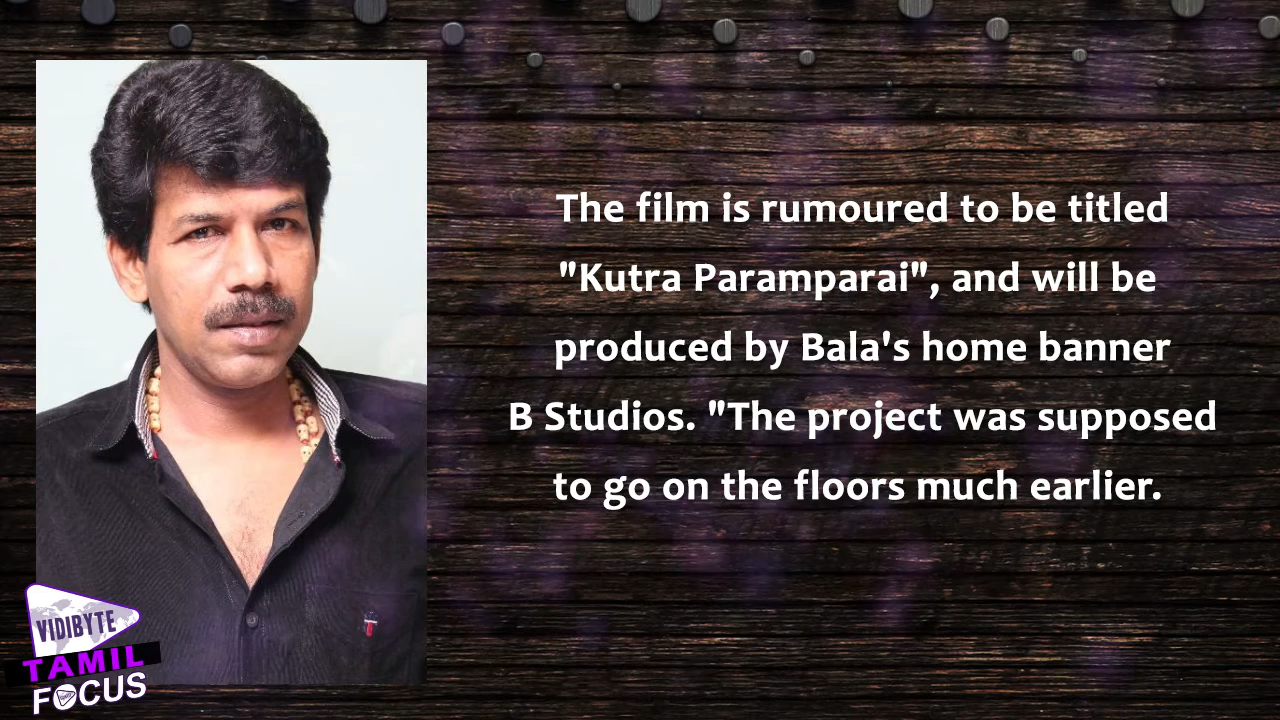 The film is rumoured to be titled
"Kutra Paramparai", and will be
produced by Bala's home banner
B Studios. "The project was supposed
to go on the floors much earlier.
VIDIBYTE
TAMIL
FOCUS